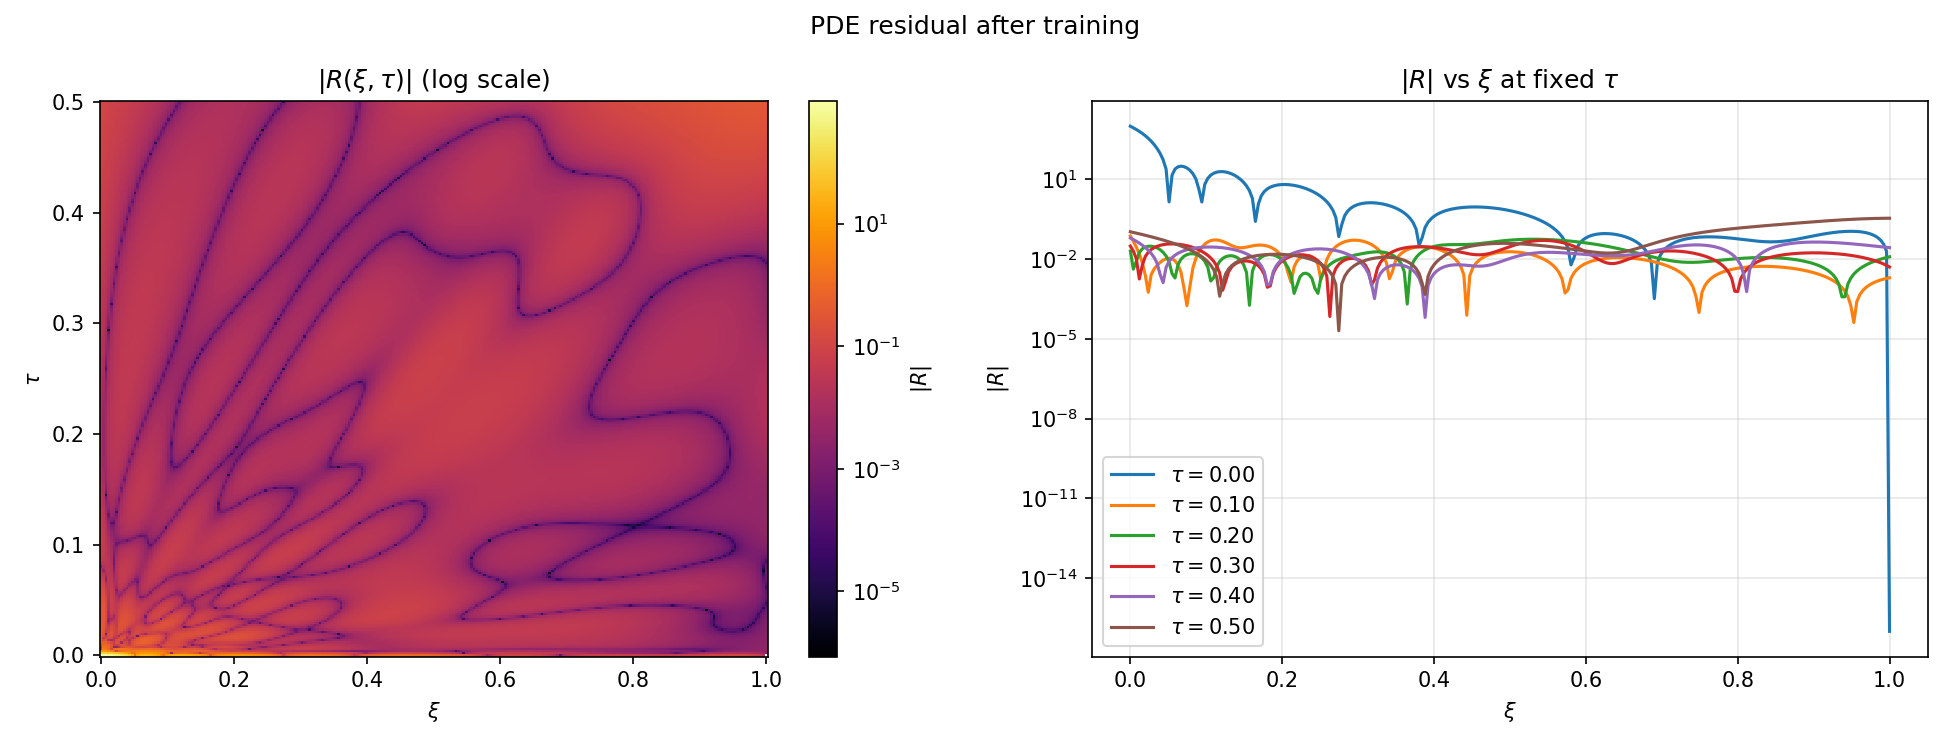 PDE residual after training
|R(ξ, τ)| (log scale)
0.5
0.4
0.3
0.2
0.1
0.0
τ
0.0 0.2 0.4 0.6 0.8 1.0
ξ
10¹
10⁻¹
10⁻³
10⁻⁵
|R|
|R| vs ξ at fixed τ
10¹
10⁻²
10⁻⁵
10⁻⁸
10⁻¹¹
10⁻¹⁴
|R|
τ = 0.00
τ = 0.10
τ = 0.20
τ = 0.30
τ = 0.40
τ = 0.50
0.0 0.2 0.4 0.6 0.8 1.0
ξ